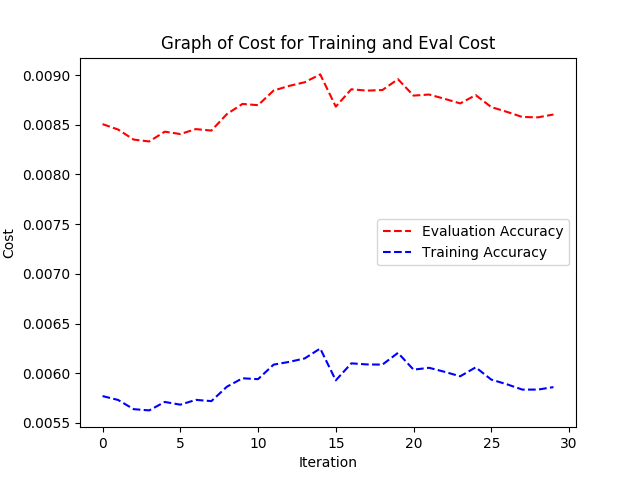 Graph of Cost for Training and Eval Cost
0.0090
0.0085
0.0080
0.0075
0.0070
0.0065
0.0060
0.0055
Cost
Evaluation Accuracy
Training Accuracy
0 5 10 15 20 25 30
Iteration